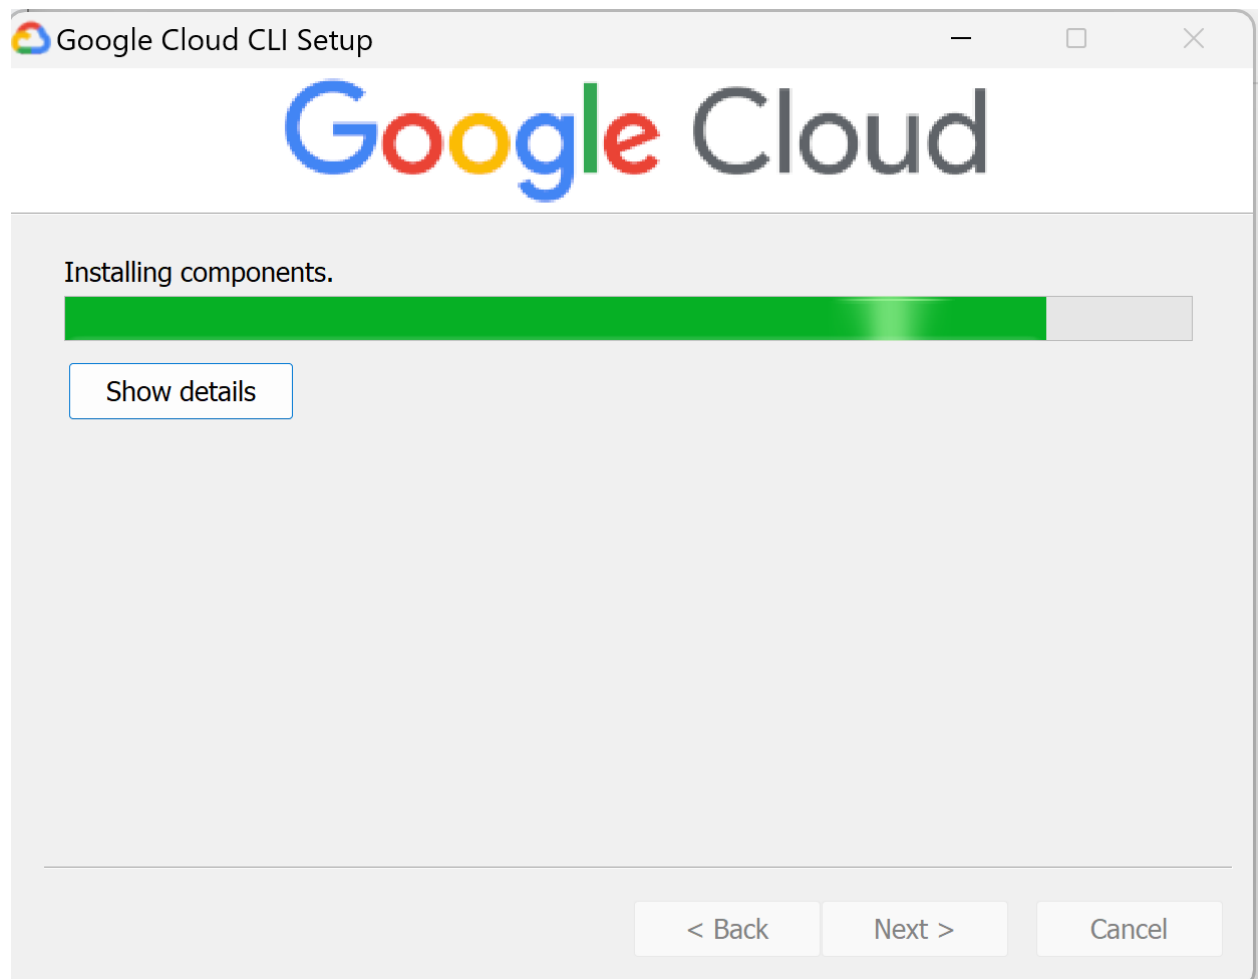 Google Cloud CLI Setup
Google Cloud
Installing components.
Show details
< Back
Next >
Cancel